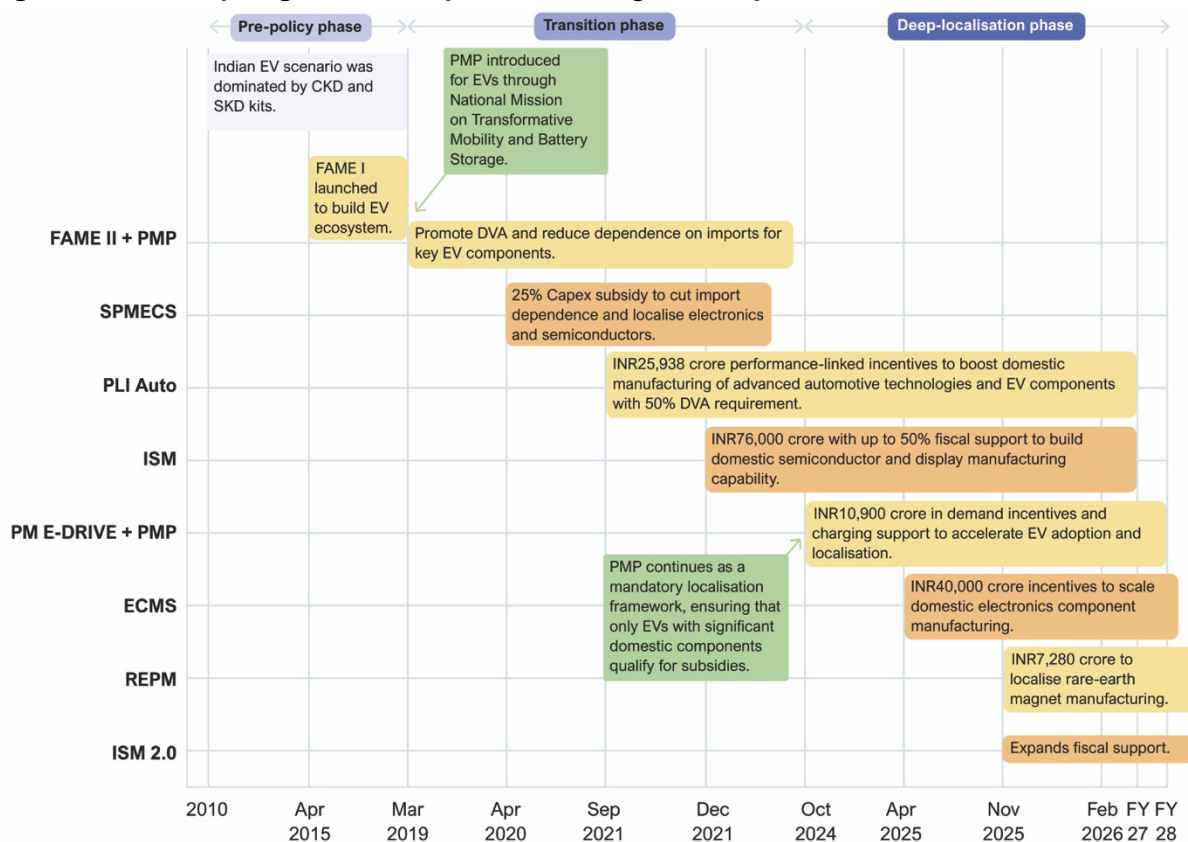 Pre-policy phase
Transition phase
Deep-localisation phase
Indian EV scenario was
dominated by CKD and
SKD kits.
PMP introduced
for EVs through
National Mission
on Transformative
Mobility and Battery
Storage.
FAME I
launched
to build EV
ecosystem.
FAME II + PMP
Promote DVA and reduce dependence on imports for
key EV components.
SPMECS
25% Capex subsidy to cut import
dependence and localise electronics
and semiconductors.
PLI Auto
INR25,938 crore performance-linked incentives to boost domestic
manufacturing of advanced automotive technologies and EV components
with 50% DVA requirement.
ISM
INR76,000 crore with up to 50% fiscal support to build
domestic semiconductor and display manufacturing
capability.
PM E-DRIVE + PMP
INR10,900 crore in demand incentives and
charging support to accelerate EV adoption and
localisation.
PMP continues as a
mandatory localisation
framework, ensuring that
only EVs with significant
domestic components
qualify for subsidies.
ECMS
INR40,000 crore incentives to scale
domestic electronics component
manufacturing.
REPM
INR7,280 crore to
localise rare-earth
magnet manufacturing.
ISM 2.0
Expands fiscal support.
2010
Apr
2015
Mar
2019
Apr
2020
Sep
2021
Dec
2021
Oct
2024
Apr
2025
Nov
2025
Feb
2026
FY
27
FY
28